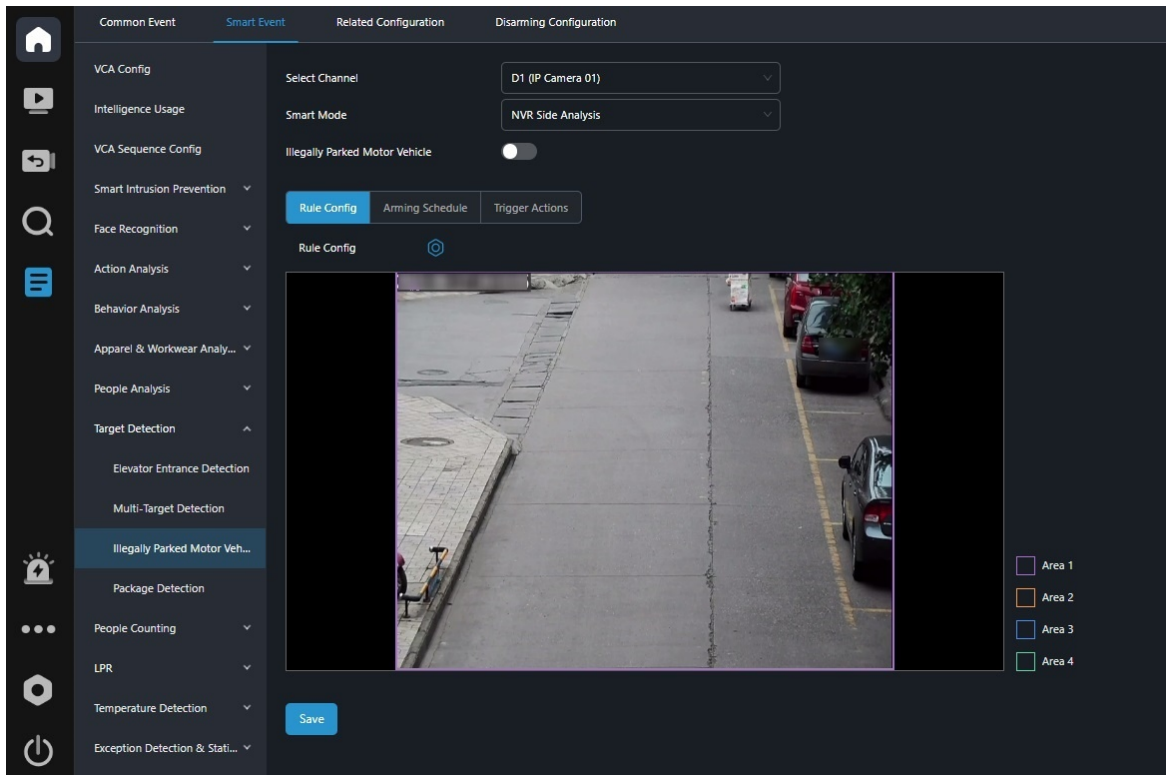 Common Event
Smart Event
Related Configuration
Disarming Configuration
VCA Config
Intelligence Usage
VCA Sequence Config
Smart Intrusion Prevention
Face Recognition
Action Analysis
Behavior Analysis
Apparel & Workwear Analy...
People Analysis
Target Detection
Elevator Entrance Detection
Multi-Target Detection
Illegally Parked Motor Veh...
Package Detection
People Counting
LPR
Temperature Detection
Exception Detection & Stati...
Select Channel
D1 (IP Camera 01)
Smart Mode
NVR Side Analysis
Illegally Parked Motor Vehicle
Rule Config
Arming Schedule
Trigger Actions
Rule Config
Area 1
Area 2
Area 3
Area 4
Save